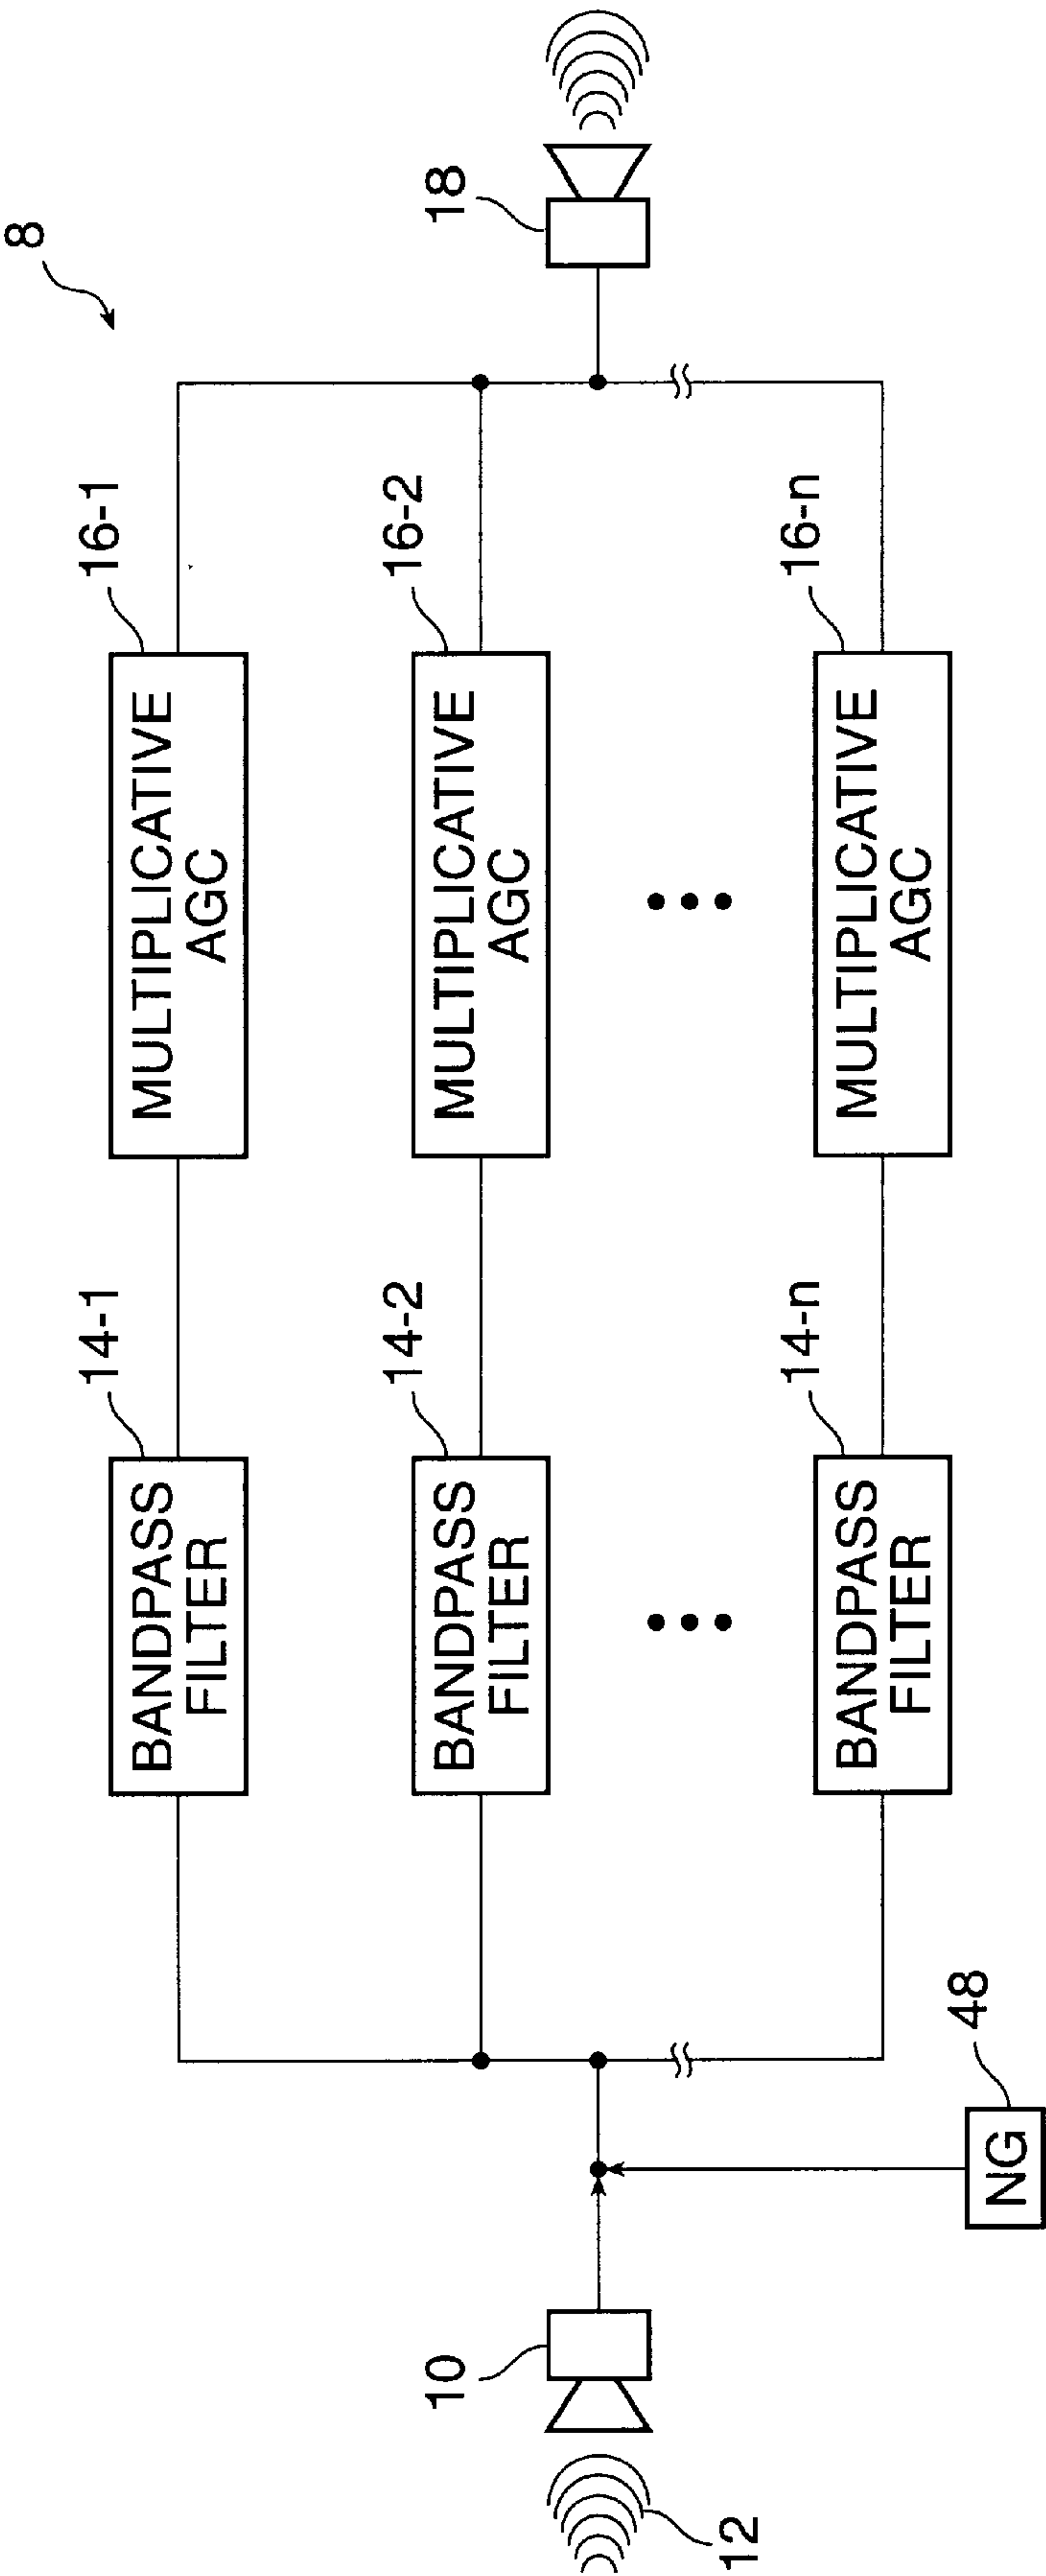 8
14-1
16-1
BANDPASS
FILTER
MULTIPLICATIVE
AGC
10
14-2
16-2
18
BANDPASS
FILTER
MULTIPLICATIVE
AGC
12
14-n
16-n
BANDPASS
FILTER
MULTIPLICATIVE
AGC
48
NG